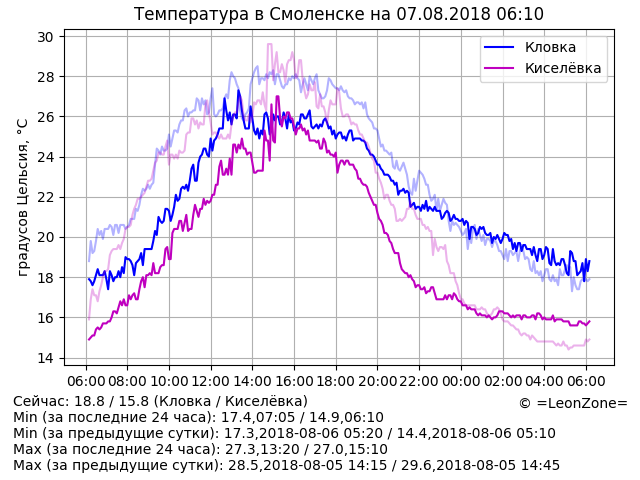 Температура в Смоленске на 07.08.2018 06:10
градусов Цельсия, °C
30
28
26
24
22
20
18
16
14
Кловка
Киселёвка
06:00 08:00 10:00 12:00 14:00 16:00 18:00 20:00 22:00 00:00 02:00 04:00 06:00
Сейчас: 18.8 / 15.8 (Кловка / Киселёвка)
© =LeonZone=
Min (за последние 24 часа): 17.4,07:05 / 14.9,06:10
Min (за предыдущие сутки): 17.3,2018-08-06 05:20 / 14.4,2018-08-06 05:10
Max (за последние 24 часа): 27.3,13:20 / 27.0,15:10
Max (за предыдущие сутки): 28.5,2018-08-05 14:15 / 29.6,2018-08-05 14:45